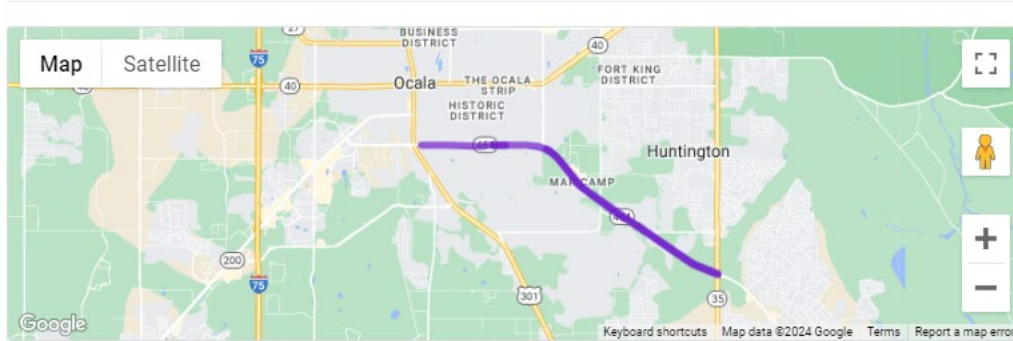 Map
Satellite
27
BUSINESS
DISTRICT
75
40
40
Ocala
THE OCALA
STRIP
FORT KING
DISTRICT
HISTORIC
DISTRICT
464
Huntington
464
200
75
301
35
Google
Keyboard shortcuts
Map data ©2024 Google
Terms
Report a map error